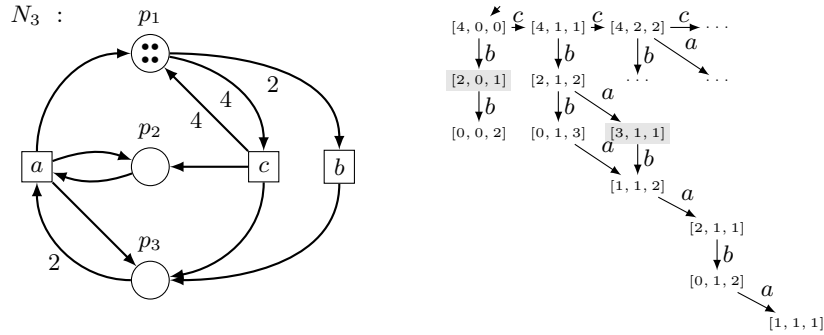 N₃ :
p₁
4
4
2
p₂
a
c
b
p₃
2
[4, 0, 0] c [4, 1, 1] c [4, 2, 2] c · · ·
b b b a
[2, 0, 1] [2, 1, 2] · · · · · ·
b b a
[0, 0, 2] [0, 1, 3] [3, 1, 1]
a b
[1, 1, 2]
a
[2, 1, 1]
b
[0, 1, 2]
a
[1, 1, 1]